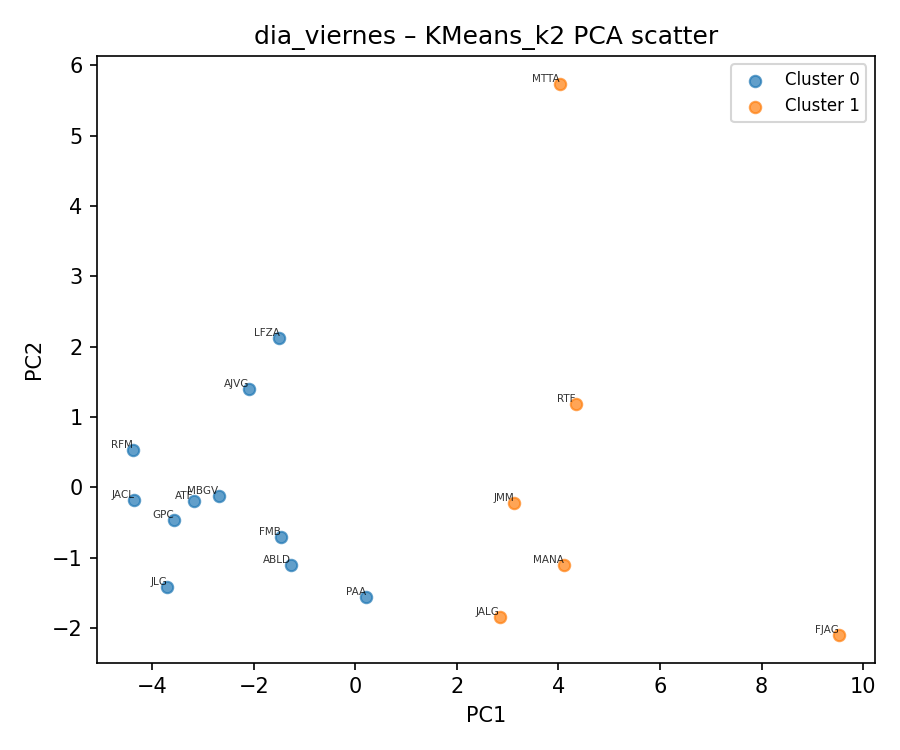 dia_viernes – KMeans_k2 PCA scatter
Cluster 0
Cluster 1
PC2
6
5
4
3
2
1
0
−1
−2
MTTA
LFZA
AJVG
RTF
RFM
JACL
ATF
MBGV
GPC
JMM
FMB
ABLD
MANA
JLG
PAA
JALG
FJAG
−4
−2
0
2
4
6
8
10
PC1